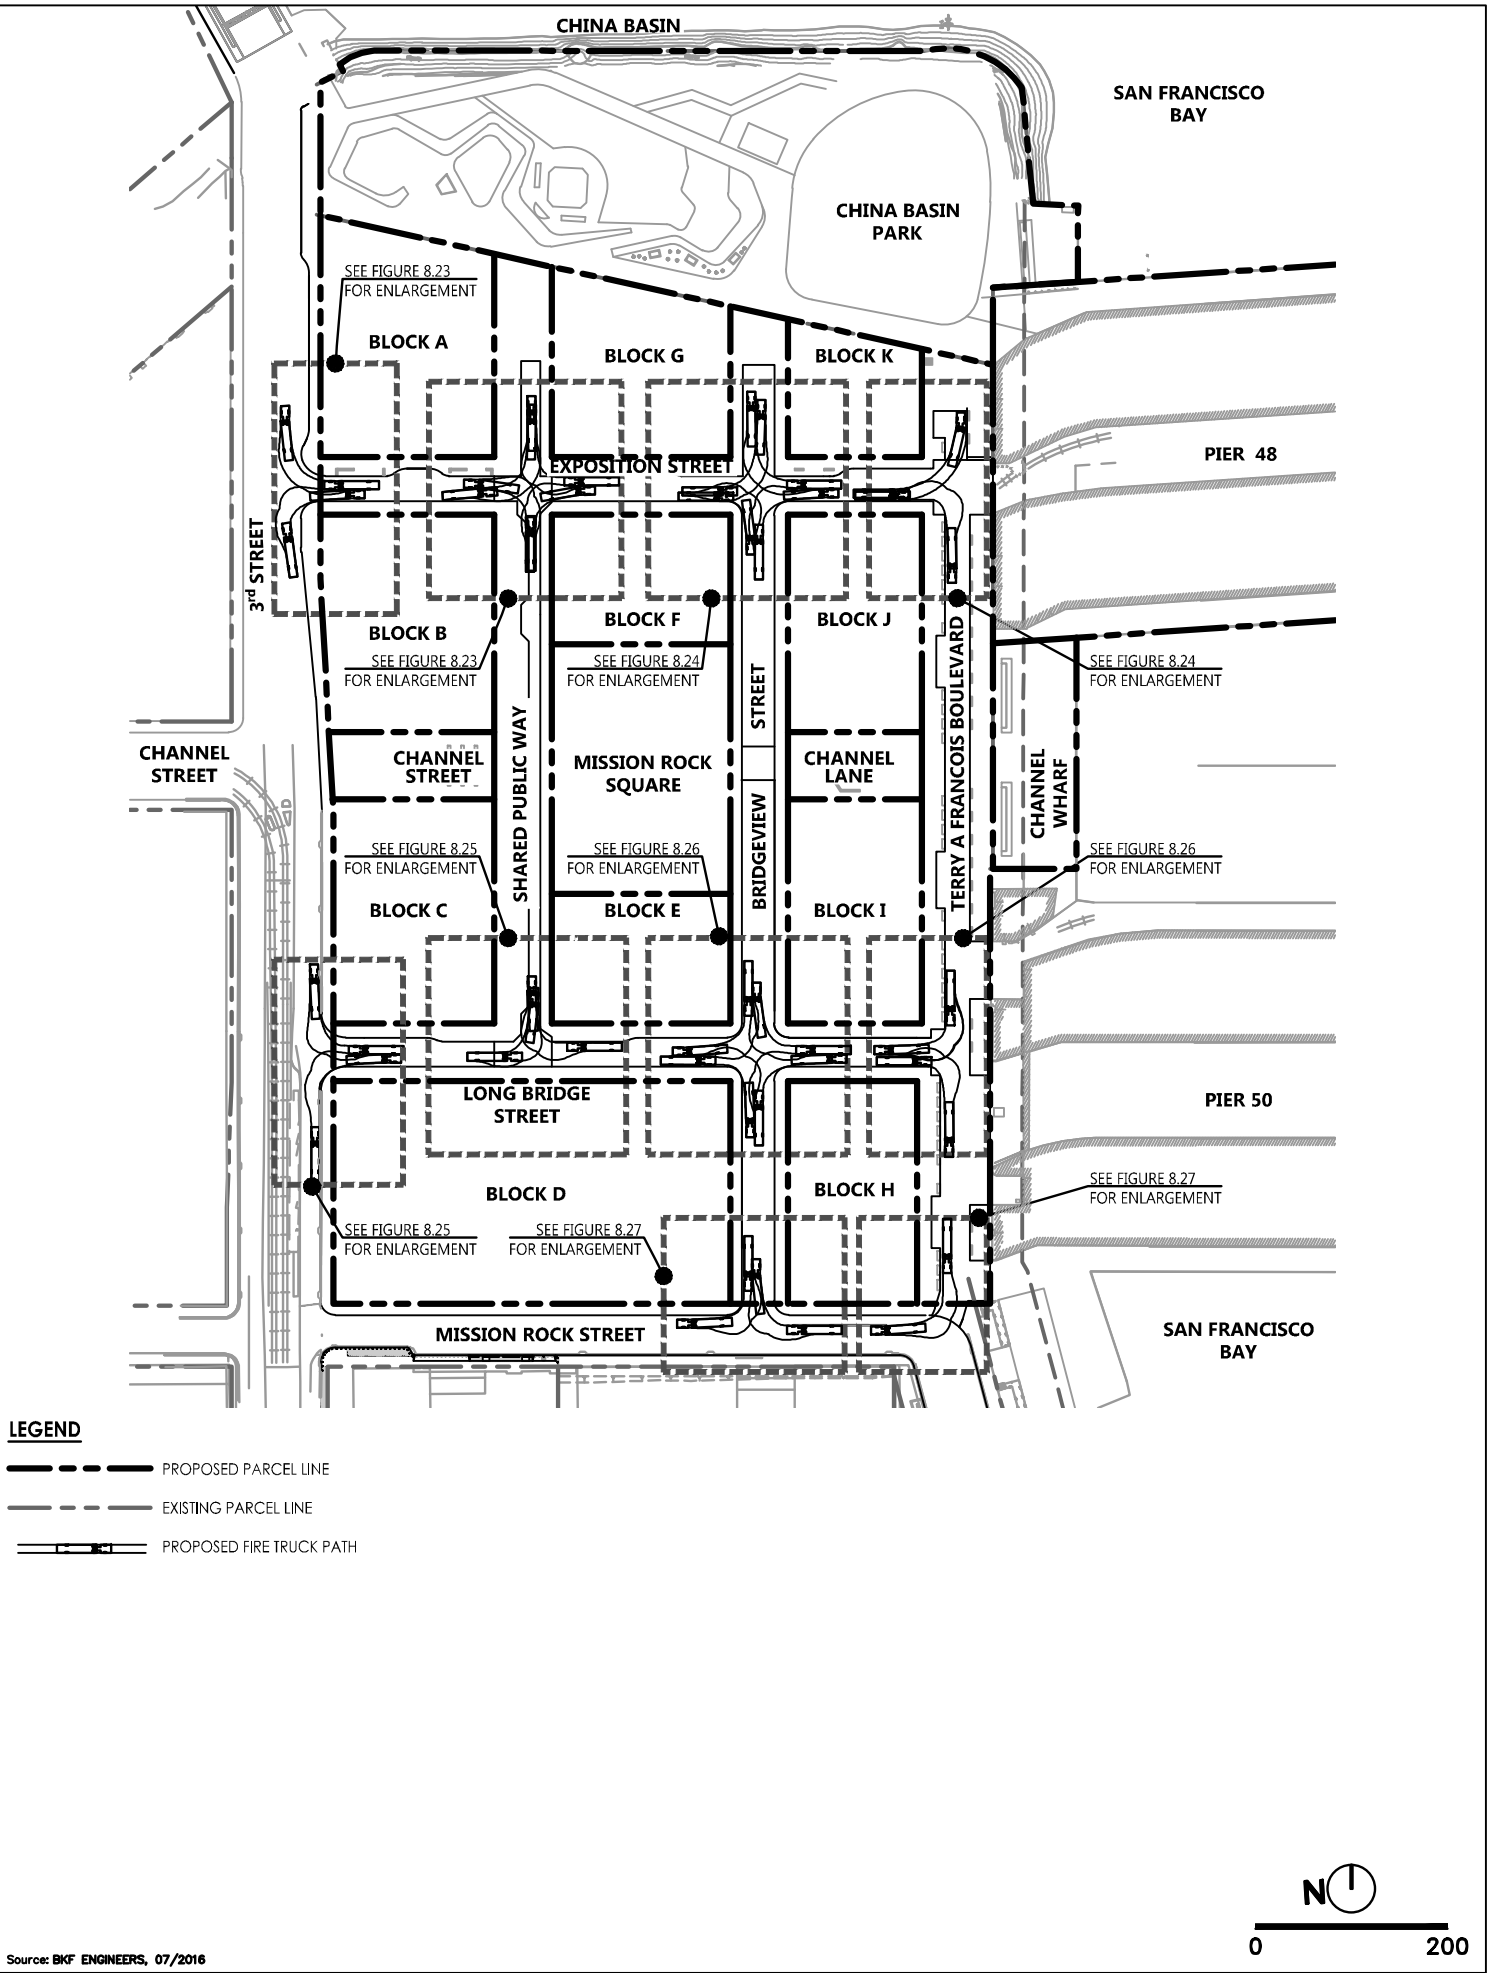 CHINA BASIN
SAN FRANCISCO
BAY
CHINA BASIN
PARK
SEE FIGURE 8.23
FOR ENLARGEMENT
BLOCK A
BLOCK G
BLOCK K
PIER 48
EXPOSITION STREET
3rd STREET
BLOCK B
BLOCK F
BLOCK J
SEE FIGURE 8.23
FOR ENLARGEMENT
SEE FIGURE 8.24
FOR ENLARGEMENT
SEE FIGURE 8.24
FOR ENLARGEMENT
SHARED PUBLIC WAY
BRIDGEVIEW STREET
TERRY A FRANCOIS BOULEVARD
CHANNEL
STREET
CHANNEL
STREET
MISSION ROCK
SQUARE
CHANNEL
LANE
CHANNEL
WHARF
SEE FIGURE 8.25
FOR ENLARGEMENT
SEE FIGURE 8.26
FOR ENLARGEMENT
SEE FIGURE 8.26
FOR ENLARGEMENT
BLOCK C
BLOCK E
BLOCK I
LONG BRIDGE
STREET
PIER 50
BLOCK D
BLOCK H
SEE FIGURE 8.27
FOR ENLARGEMENT
SEE FIGURE 8.25
FOR ENLARGEMENT
SEE FIGURE 8.27
FOR ENLARGEMENT
MISSION ROCK STREET
SAN FRANCISCO
BAY
LEGEND
PROPOSED PARCEL LINE
EXISTING PARCEL LINE
PROPOSED FIRE TRUCK PATH
N
0 200
Source: BKF ENGINEERS, 07/2016